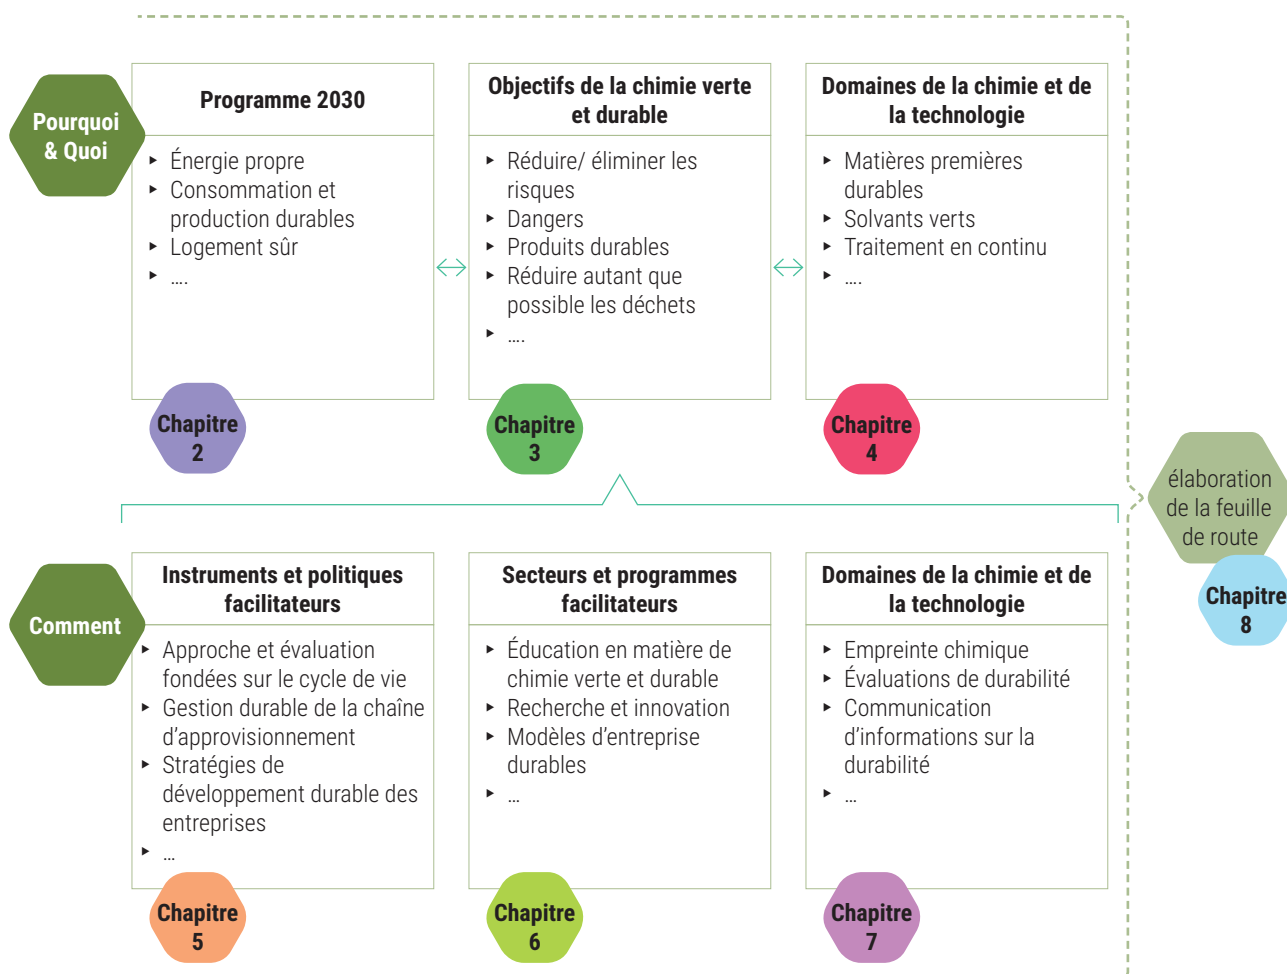 Pourquoi
& Quoi
Programme 2030
▸ Énergie propre
▸ Consommation et
production durables
▸ Logement sûr
▸ ....
Chapitre
2
Objectifs de la chimie verte
et durable
▸ Réduire/ éliminer les
risques
▸ Dangers
▸ Produits durables
▸ Réduire autant que
possible les déchets
▸ ....
Chapitre
3
Domaines de la chimie et de
la technologie
▸ Matières premières
durables
▸ Solvants verts
▸ Traitement en continu
▸ ....
Chapitre
4
élaboration
de la feuille
de route
Chapitre
8
Comment
Instruments et politiques
facilitateurs
▸ Approche et évaluation
fondées sur le cycle de vie
▸ Gestion durable de la chaîne
d'approvisionnement
▸ Stratégies de
développement durable des
entreprises
▸ ...
Chapitre
5
Secteurs et programmes
facilitateurs
▸ Éducation en matière de
chimie verte et durable
▸ Recherche et innovation
▸ Modèles d'entreprise
durables
▸ ...
Chapitre
6
Domaines de la chimie et de
la technologie
▸ Empreinte chimique
▸ Évaluations de durabilité
▸ Communication
d'informations sur la
durabilité
▸ ...
Chapitre
7